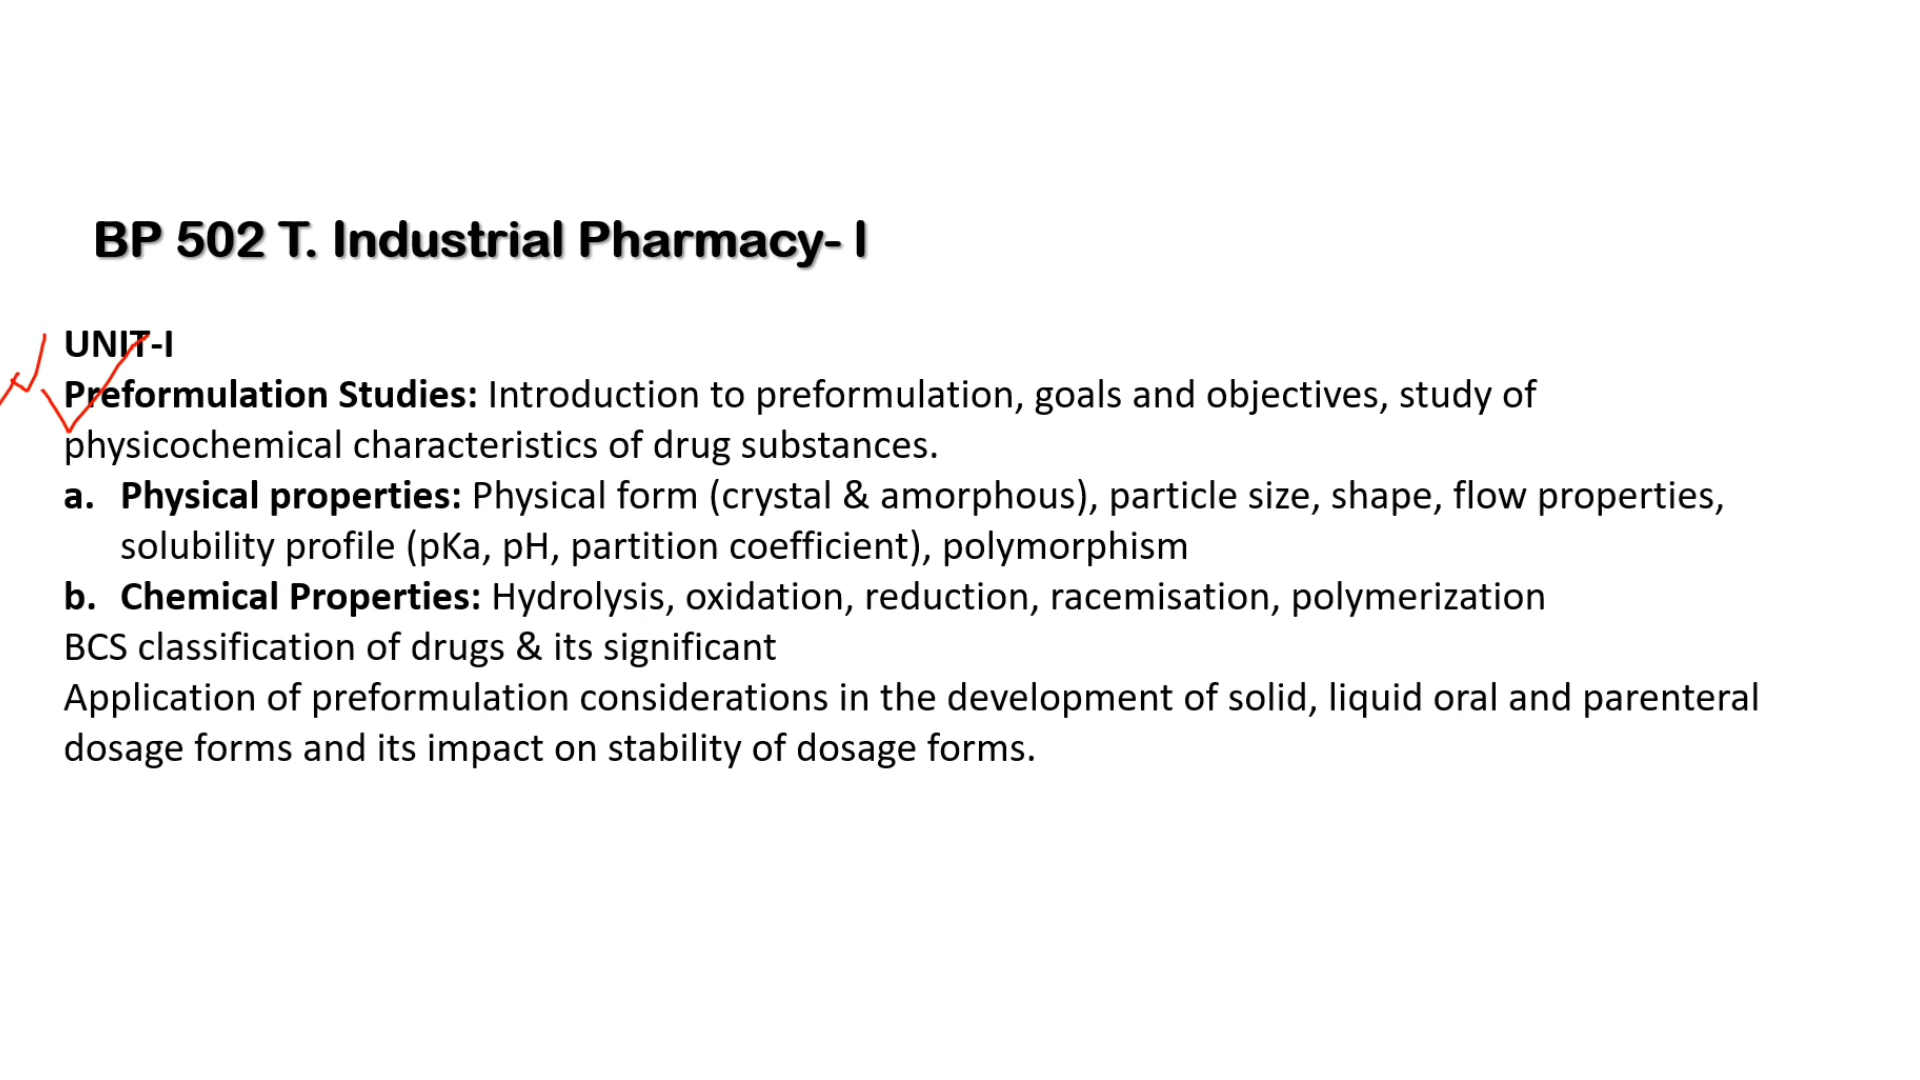 BP 502 T. Industrial Pharmacy- I
UNIT-I
Preformulation Studies: Introduction to preformulation, goals and objectives, study of
physicochemical characteristics of drug substances.
a. Physical properties: Physical form (crystal & amorphous), particle size, shape, flow properties,
solubility profile (pKa, pH, partition coefficient), polymorphism
b. Chemical Properties: Hydrolysis, oxidation, reduction, racemisation, polymerization
BCS classification of drugs & its significant
Application of preformulation considerations in the development of solid, liquid oral and parenteral
dosage forms and its impact on stability of dosage forms.